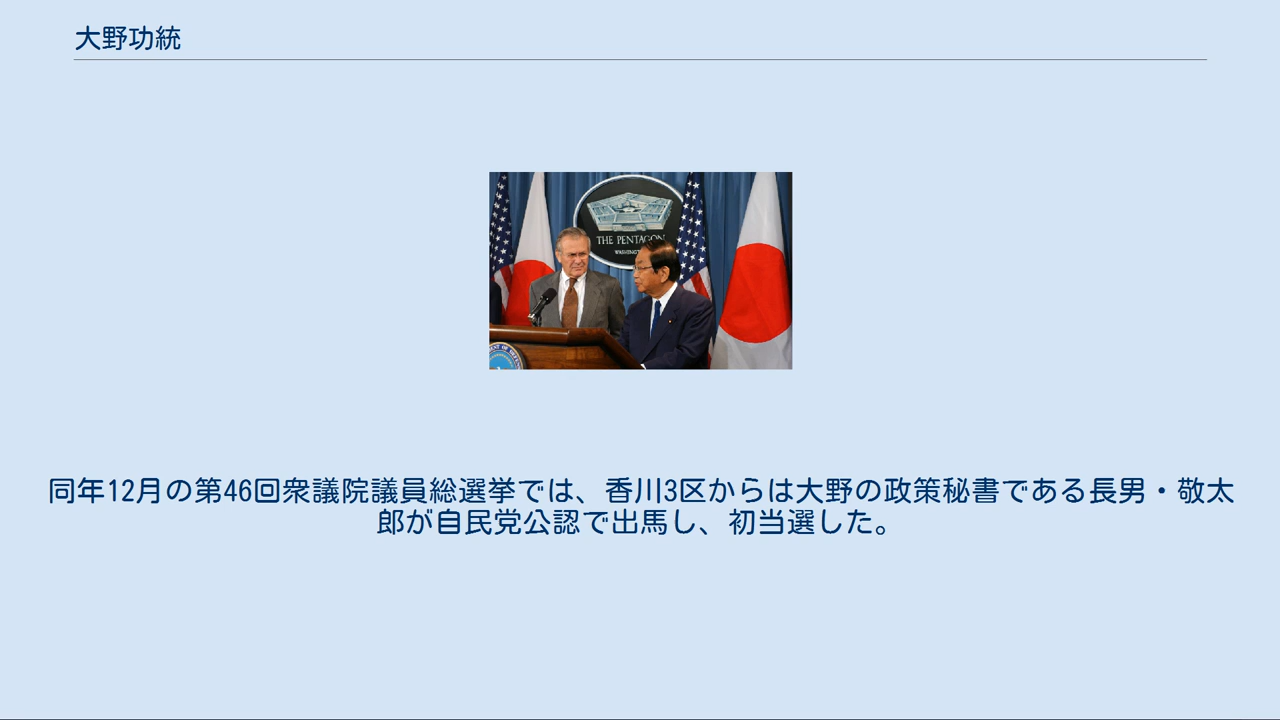 大野功統
THE PENTAGON
WASHINGTON
同年12月の第46回衆議院議員総選挙では、香川3区からは大野の政策秘書である長男・敬太
郎が自民党公認で出馬し、初当選した。